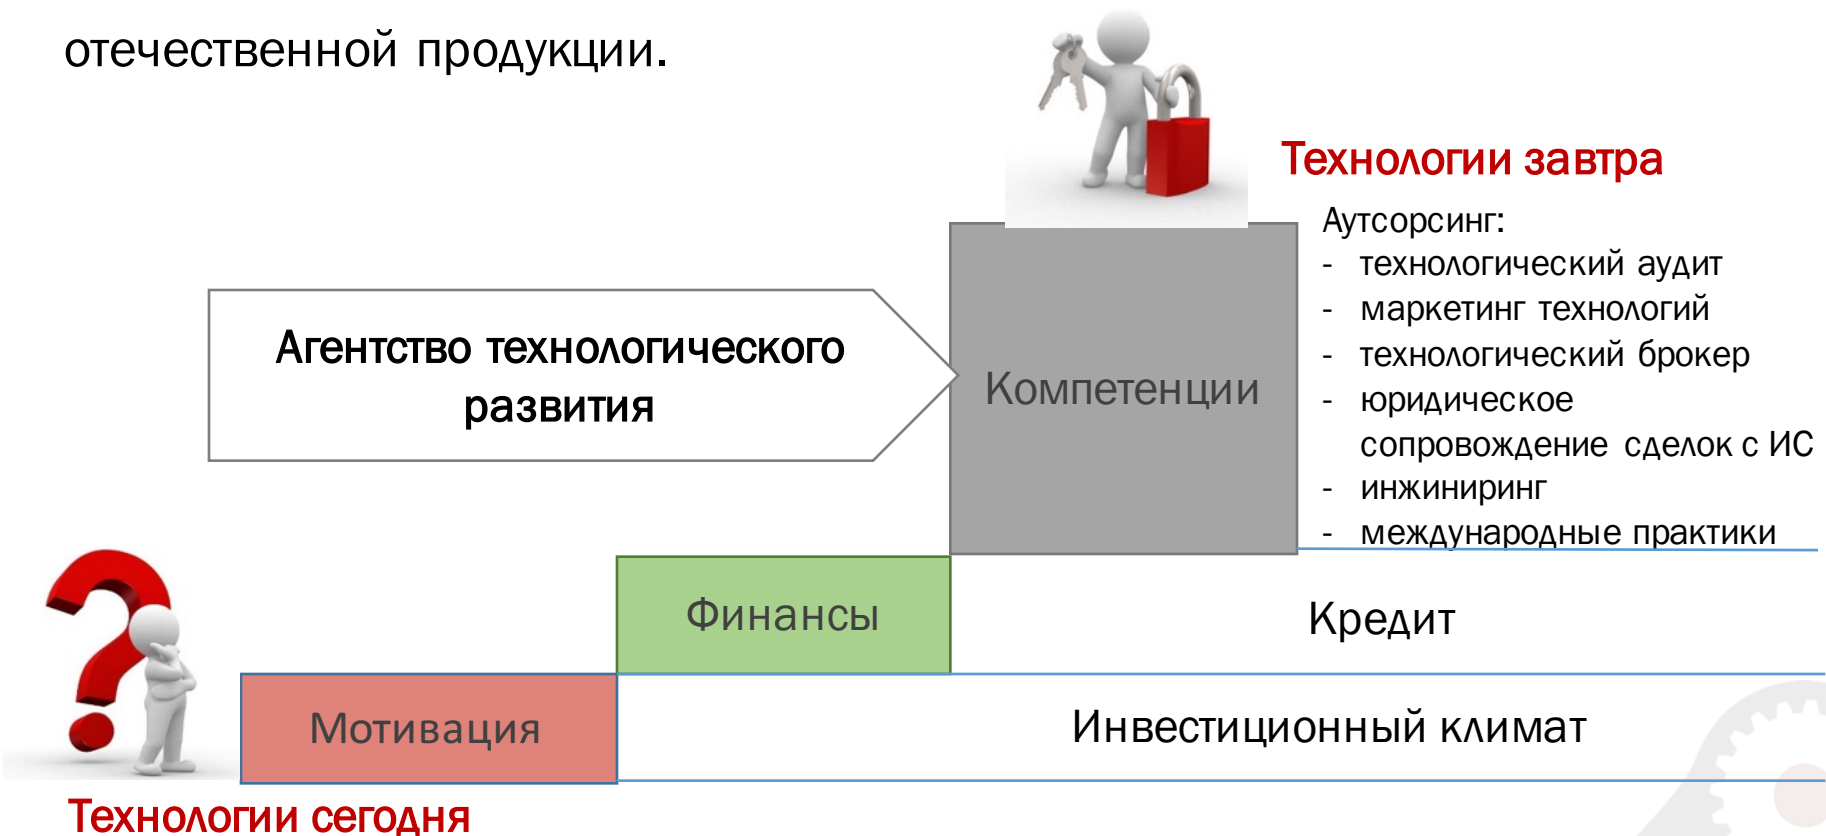 отечественной продукции.
Технологии завтра
Аутсорсинг:
- технологический аудит
- маркетинг технологий
- технологический брокер
- юридическое
сопровождение сделок с ИС
- инжиниринг
- международные практики
Агентство технологического
развития
Компетенции
Финансы
Кредит
Мотивация
Инвестиционный климат
Технологии сегодня